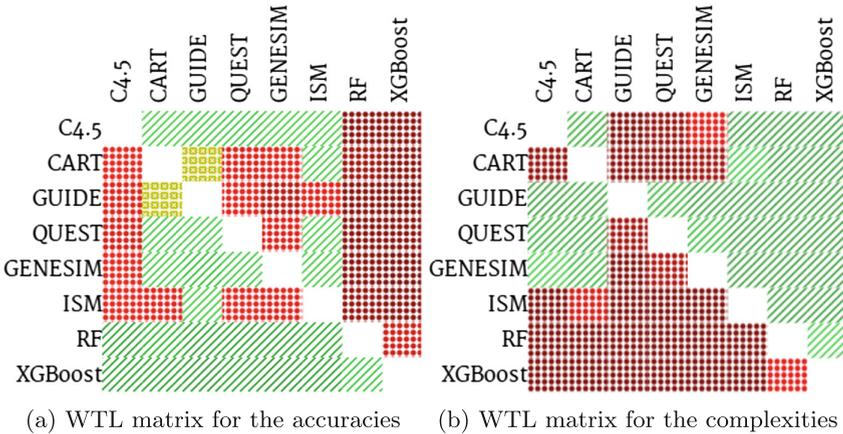 C4.5 CART GUIDE QUEST GENESIM ISM RF XGBoost
C4.5
CART
GUIDE
QUEST
GENESIM
ISM
RF
XGBoost
(a) WTL matrix for the accuracies
C4.5 CART GUIDE QUEST GENESIM ISM RF XGBoost
C4.5
CART
GUIDE
QUEST
GENESIM
ISM
RF
XGBoost
(b) WTL matrix for the complexities